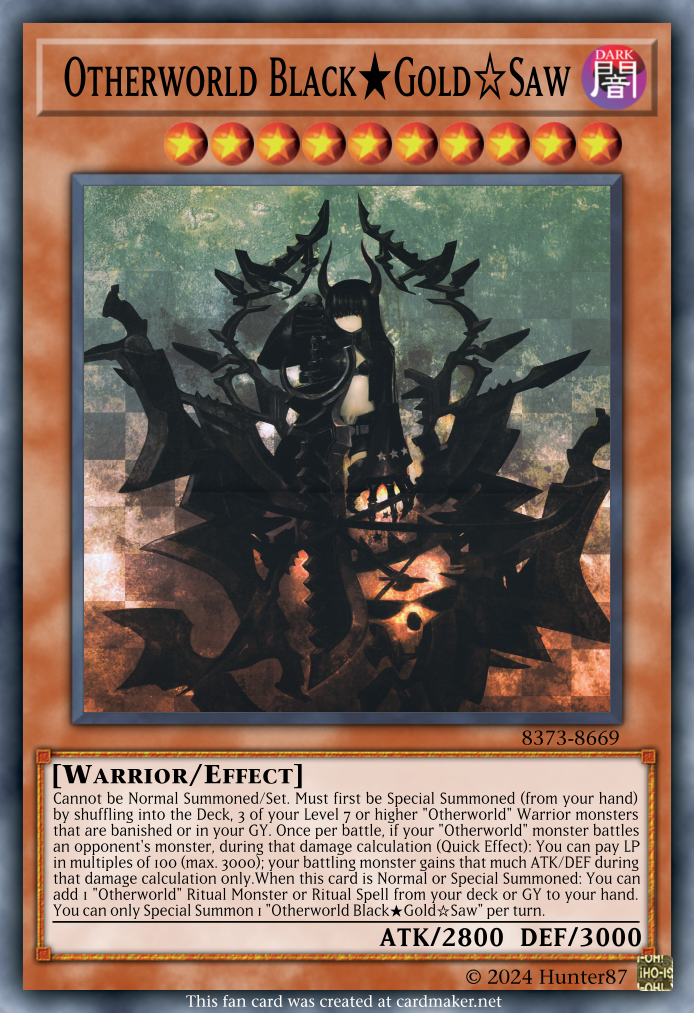 Otherworld Black★Gold☆Saw
DARK
闇
8373-8669
[Warrior/Effect]
Cannot be Normal Summoned/Set. Must first be Special Summoned (from your hand)
by shuffling into the Deck, 3 of your Level 7 or higher "Otherworld" Warrior monsters
that are banished or in your GY. Once per battle, if your "Otherworld" monster battles
an opponent's monster, during that damage calculation (Quick Effect): You can pay LP
in multiples of 100 (max. 3000); your battling monster gains that much ATK/DEF during
that damage calculation only.When this card is Normal or Special Summoned: You can
add 1 "Otherworld" Ritual Monster or Ritual Spell from your deck or GY to your hand.
You can only Special Summon 1 "Otherworld Black★Gold☆Saw" per turn.
ATK/2800 DEF/3000
© 2024 Hunter87
This fan card was created at cardmaker.net